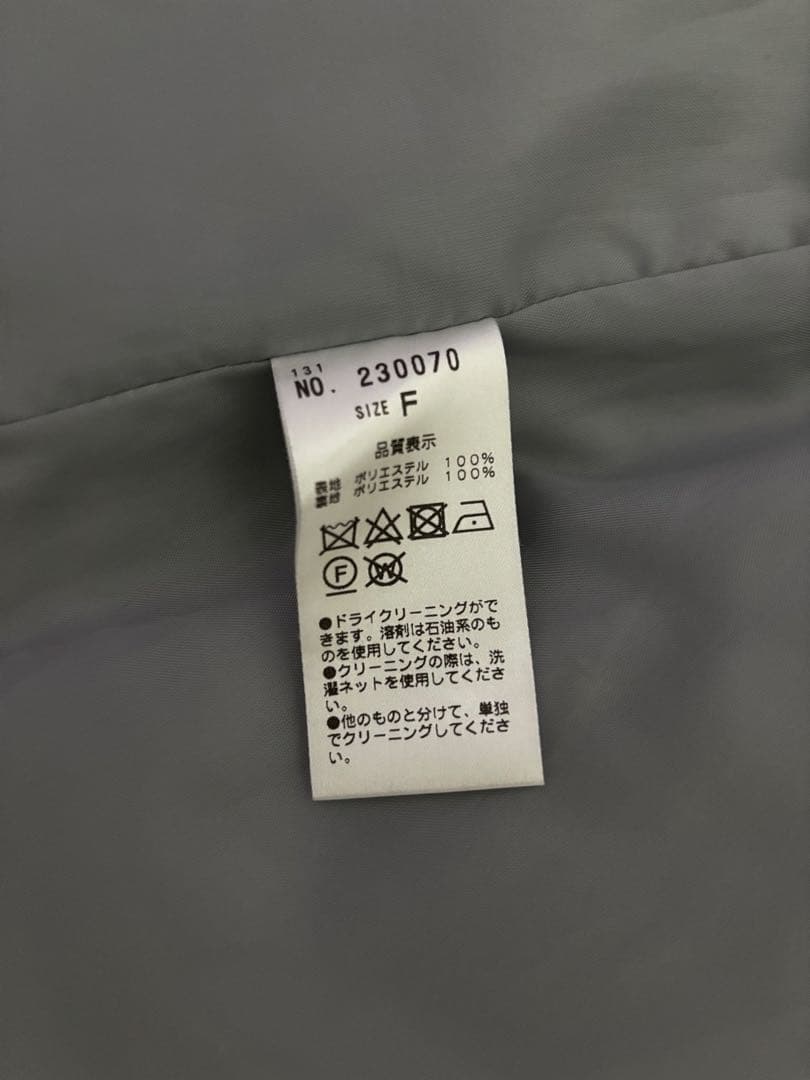 131
NO. 230070
SIZE F
品質表示
表地 ポリエステル 100%
裏地 ポリエステル 100%
F W
●ドライクリーニングがで
きます。溶剤は石油系のも
のを使用してください。
●クリーニングの際は、洗
濯ネットを使用してくださ
い。
●他のものと分けて、単独
でクリーニングしてくださ
い。